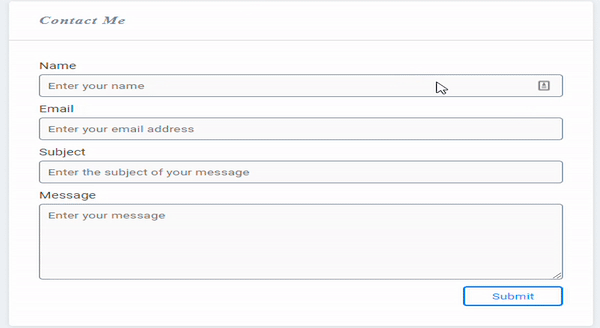 Contact Me
Name
Enter your name
Email
Enter your email address
Subject
Enter the subject of your message
Message
Enter your message
Submit